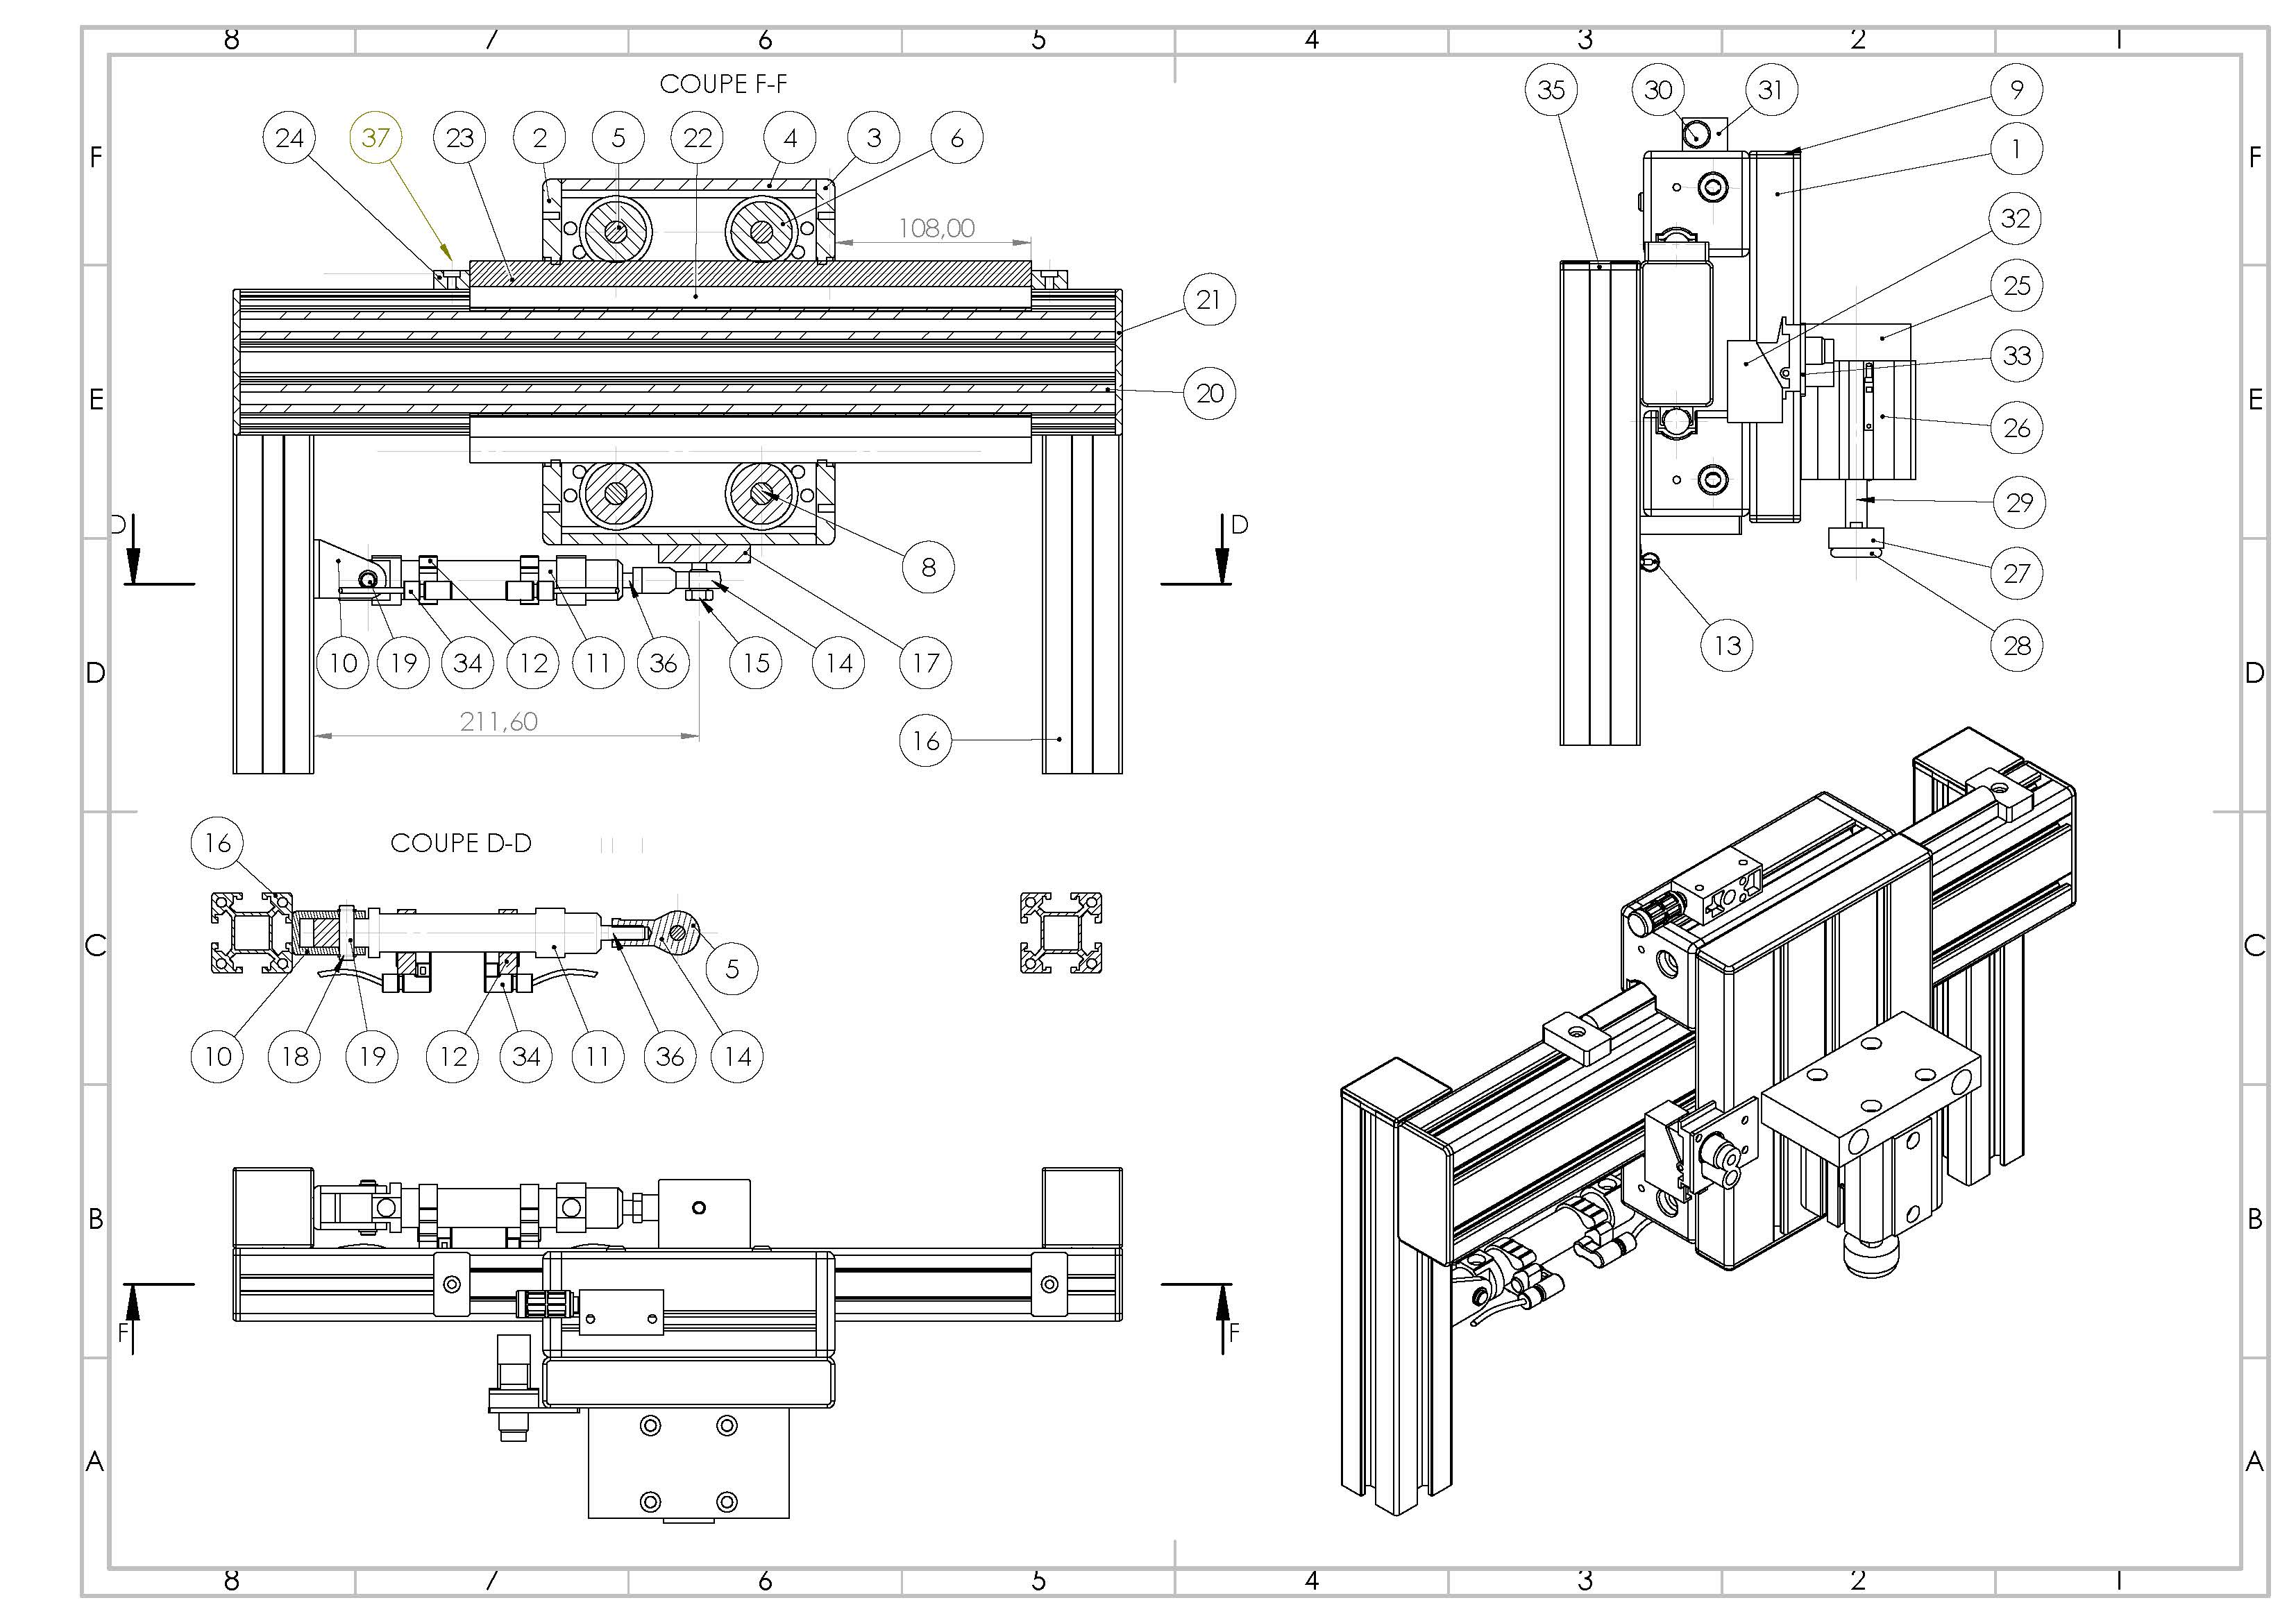 8 7 6 5 4 3 2 1
COUPE F-F
35 30 31 9
24 37 23 2 5 22 4 3 6
F F
1
108,00
32
25
21
33
E 20 E
26
29
D D
8
27
13 28
10 19 34 12 11 36 15 14 17
D D
211,60
16
COUPE D-D
16
C C
5
10 18 19 12 34 11 36 14
B B
F F
A A
8 7 6 5 4 3 2 1